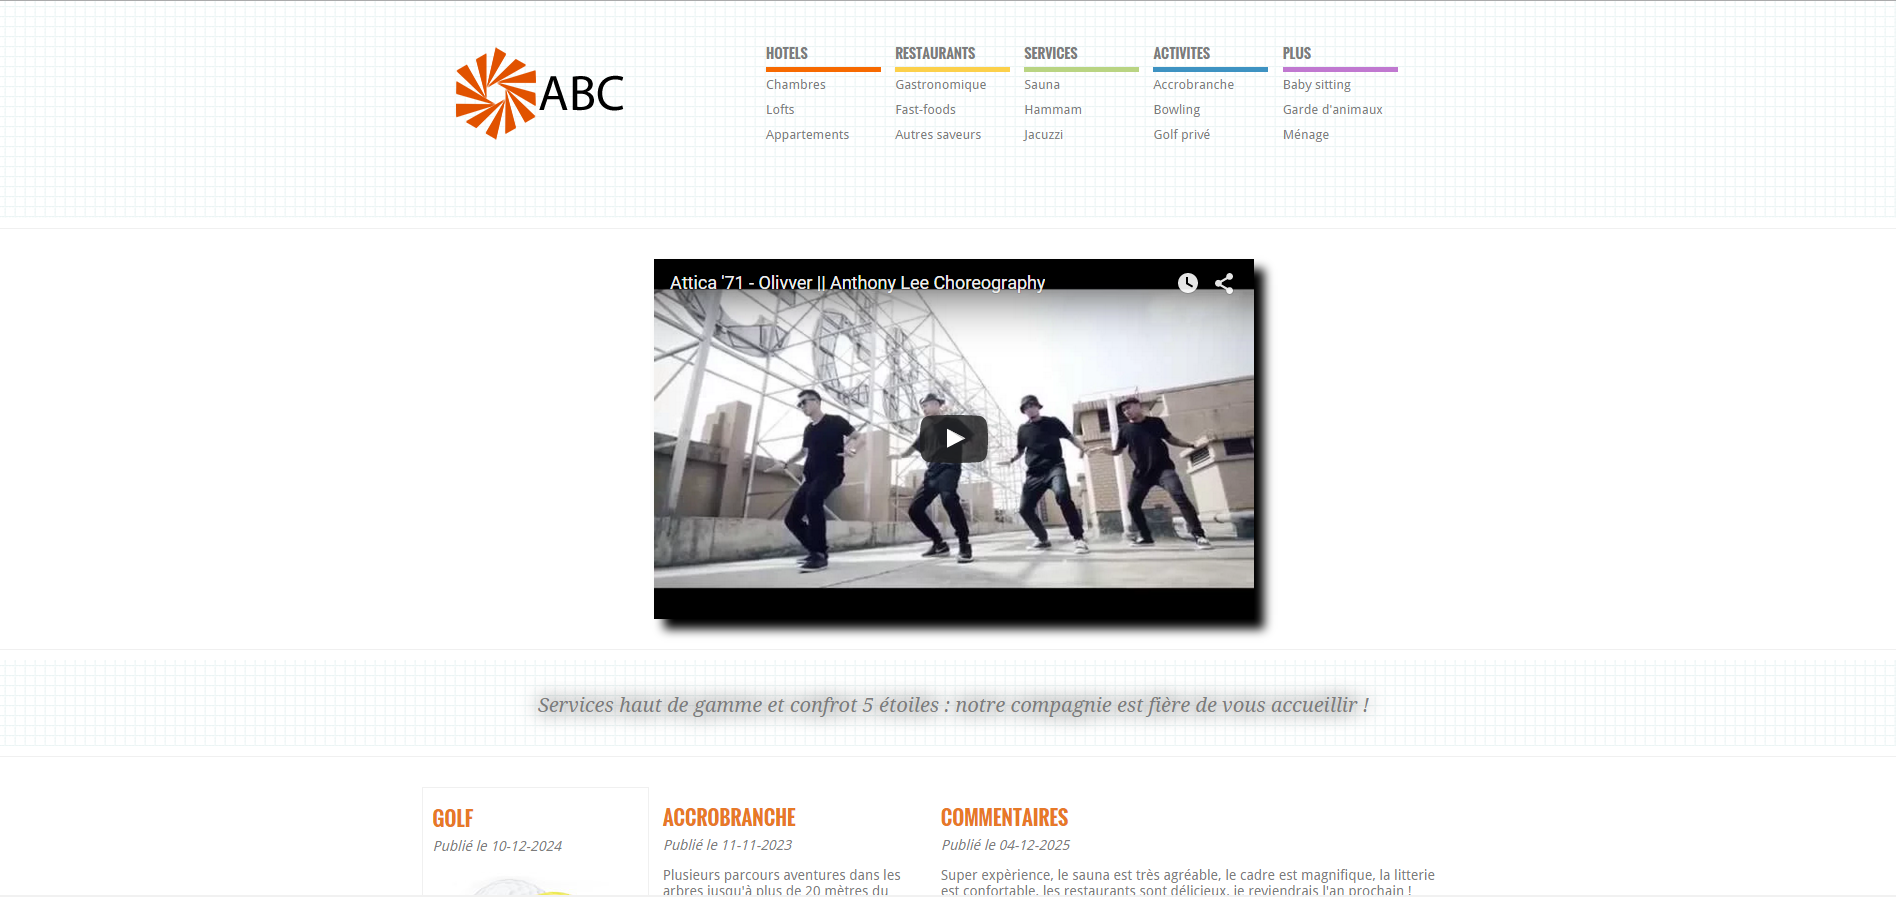 ABC
HOTELS
Chambres
Lofts
Appartements
RESTAURANTS
Gastronomique
Fast-foods
Autres saveurs
SERVICES
Sauna
Hammam
Jacuzzi
ACTIVITES
Accrobranche
Bowling
Golf privé
PLUS
Baby sitting
Garde d'animaux
Ménage
Attica '71 - Olivver || Anthony Lee Choreography
Services haut de gamme et confrot 5 étoiles : notre compagnie est fière de vous accueillir !
GOLF
Publié le 10-12-2024
ACCROBRANCHE
Publié le 11-11-2023
Plusieurs parcours aventures dans les
arbres jusqu'à plus de 20 mètres du
COMMENTAIRES
Publié le 04-12-2025
Super expèrience, le sauna est très agréable, le cadre est magnifique, la litterie
est confortable, les restaurants sont délicieux, je reviendrais l'an prochain !